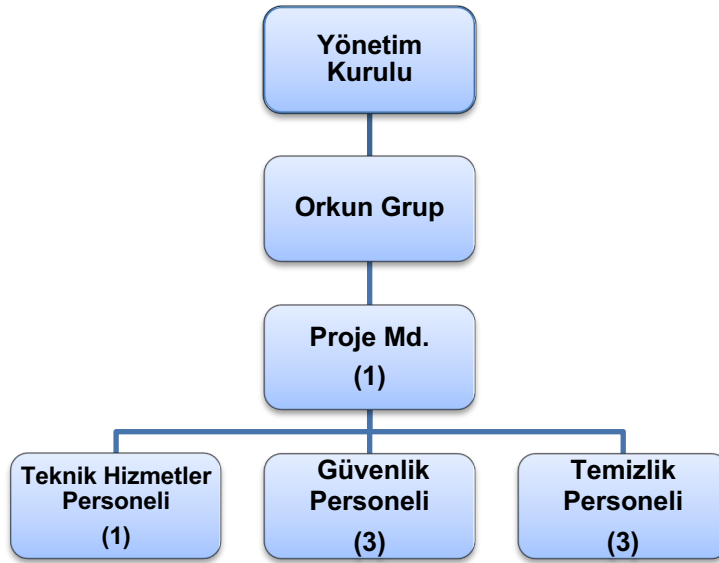 Yönetim
Kurulu
Orkun Grup
Proje Md.
(1)
Teknik Hizmetler
Personeli
(1)
Güvenlik
Personeli
(3)
Temizlik
Personeli
(3)